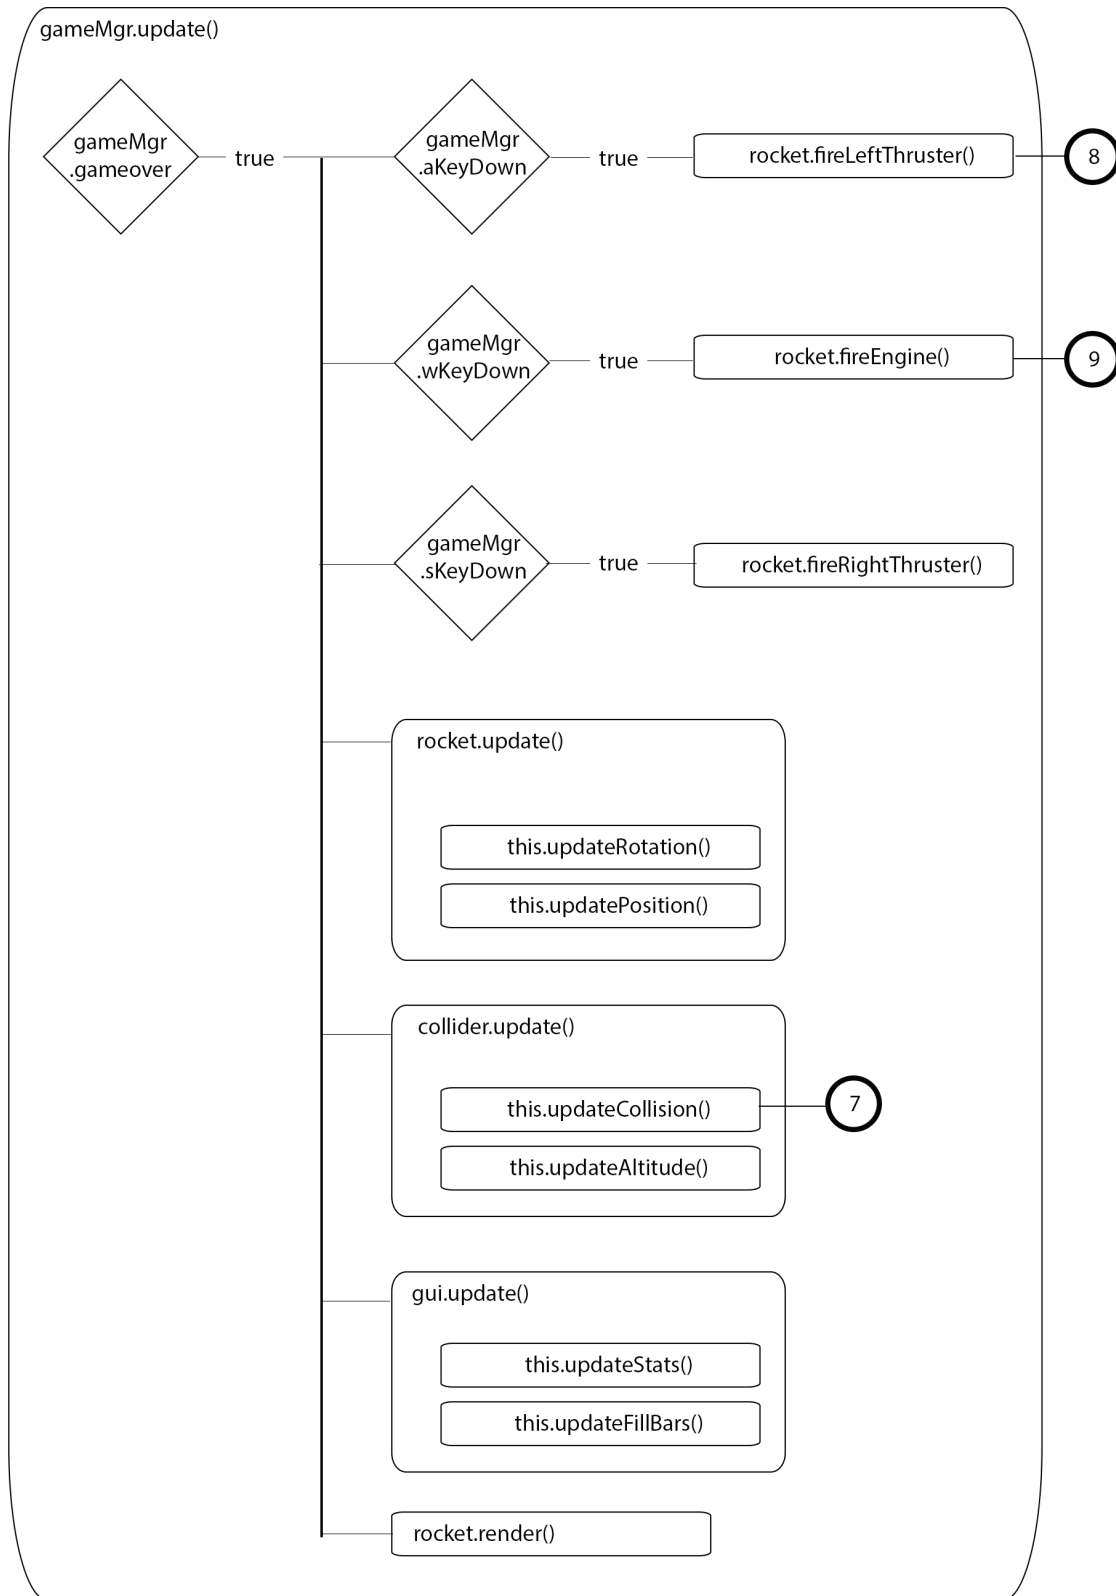 gameMgr.update()
gameMgr
.gameover
true
gameMgr
.aKeyDown
true
rocket.fireLeftThruster()
8
gameMgr
.wKeyDown
true
rocket.fireEngine()
9
gameMgr
.sKeyDown
true
rocket.fireRightThruster()
rocket.update()
this.updateRotation()
this.updatePosition()
collider.update()
this.updateCollision()
7
this.updateAltitude()
gui.update()
this.updateStats()
this.updateFillBars()
rocket.render()